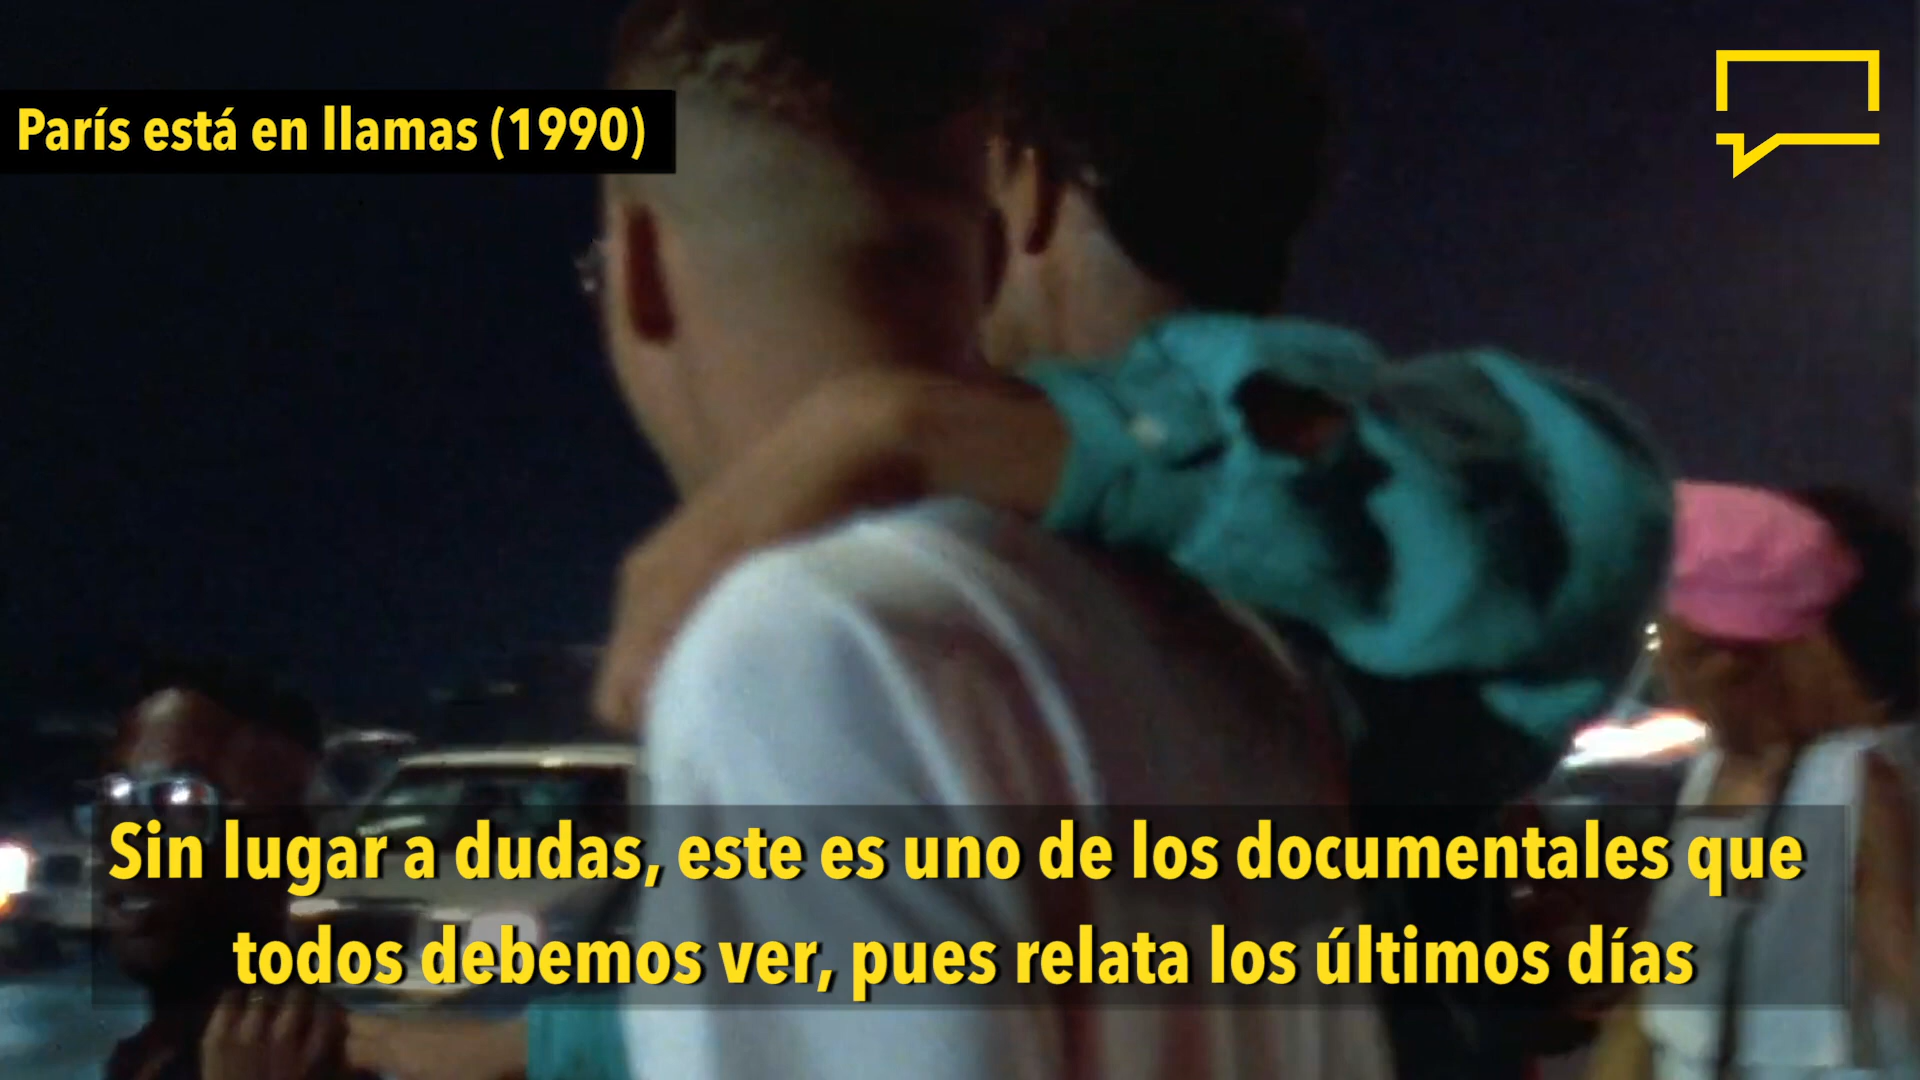 París está en llamas (1990)
Sin lugar a dudas, este es uno de los documentales que
todos debemos ver, pues relata los últimos días